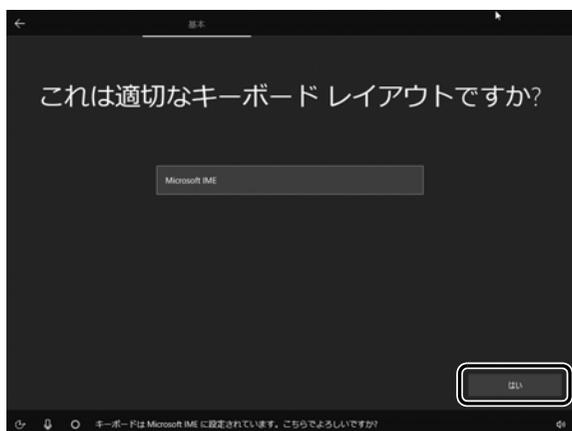 基本
これは適切なキーボード レイアウトですか?
Microsoft IME
はい
キーボードは Microsoft IME に設定されています。こちらでよろしいですか?